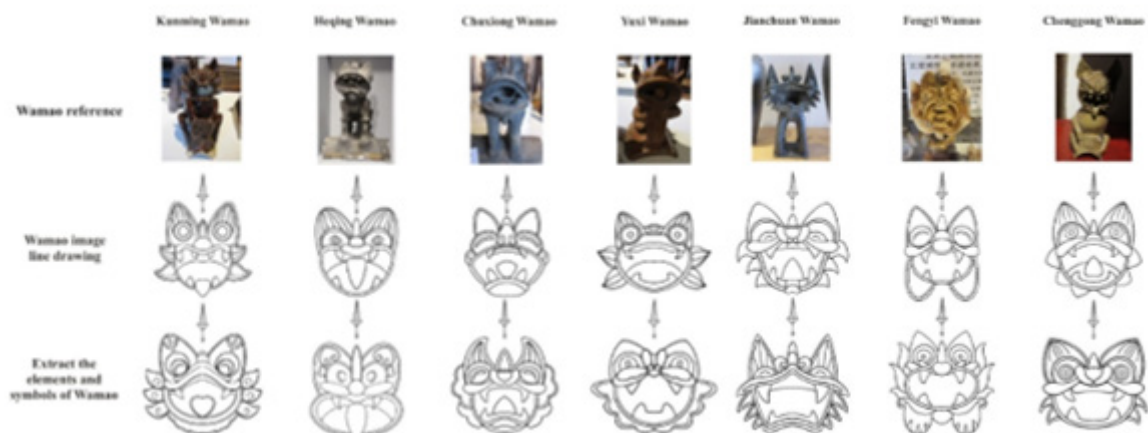 Kunming Wamao
Heqing Wamao
Chuxiong Wamao
Yuxi Wamao
Jianchuan Wamao
Fengyi Wamao
Chenggong Wamao
Wamao reference
Wamao image
line drawing
Extract the
elements and
symbols of Wamao